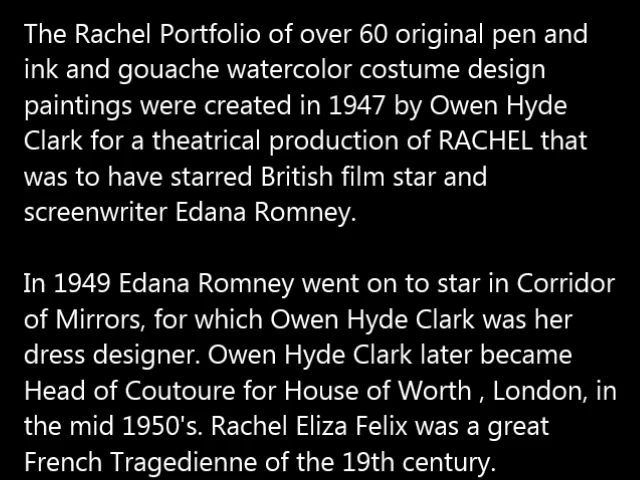 The Rachel Portfolio of over 60 original pen and
ink and gouache watercolor costume design
paintings were created in 1947 by Owen Hyde
Clark for a theatrical production of RACHEL that
was to have starred British film star and
screenwriter Edana Romney.
In 1949 Edana Romney went on to star in Corridor
of Mirrors, for which Owen Hyde Clark was her
dress designer. Owen Hyde Clark later became
Head of Coutoure for House of Worth , London, in
the mid 1950's. Rachel Eliza Felix was a great
French Tragedienne of the 19th century.